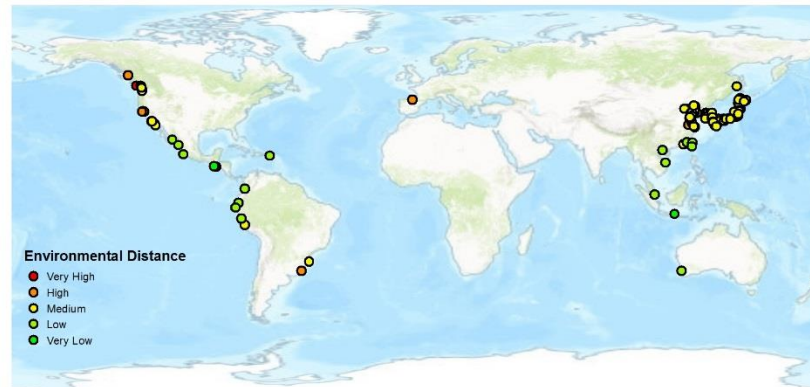 Environmental Distance
Very High
High
Medium
Low
Very Low